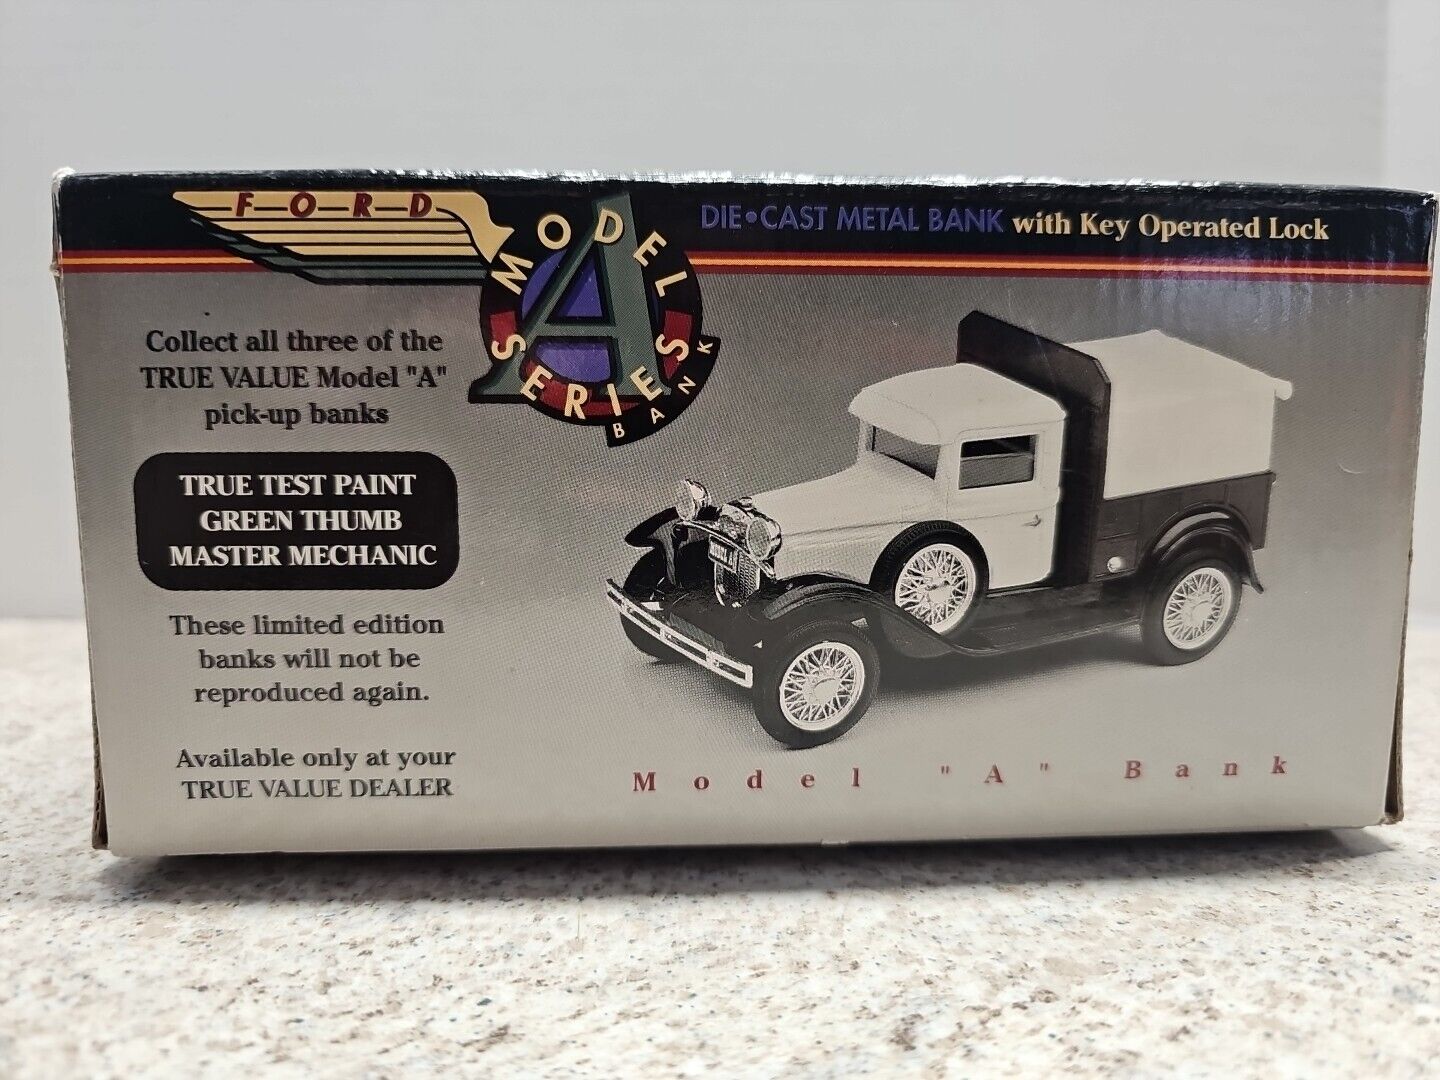 FORD
MODEL
A
SERIES
BANK
DIE•CAST METAL BANK with Key Operated Lock
Collect all three of the
TRUE VALUE Model "A"
pick-up banks
TRUE TEST PAINT
GREEN THUMB
MASTER MECHANIC
These limited edition
banks will not be
reproduced again.
Available only at your
TRUE VALUE DEALER
MODEL A
Model "A" Bank